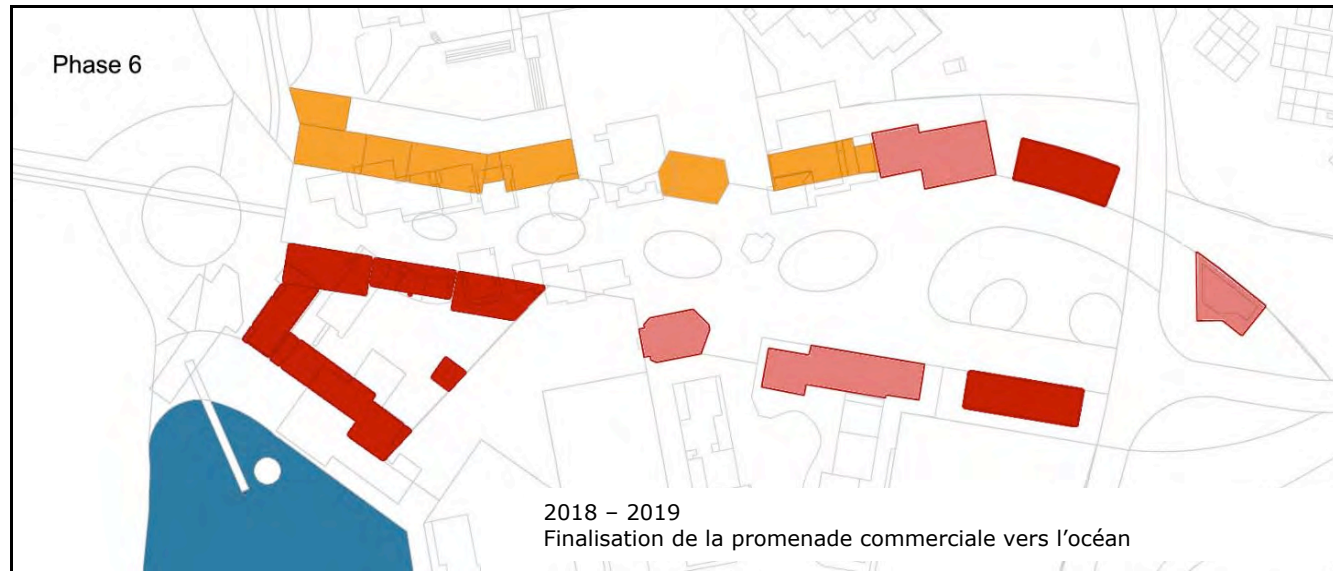 Phase 6
2018 – 2019
Finalisation de la promenade commerciale vers l’océan